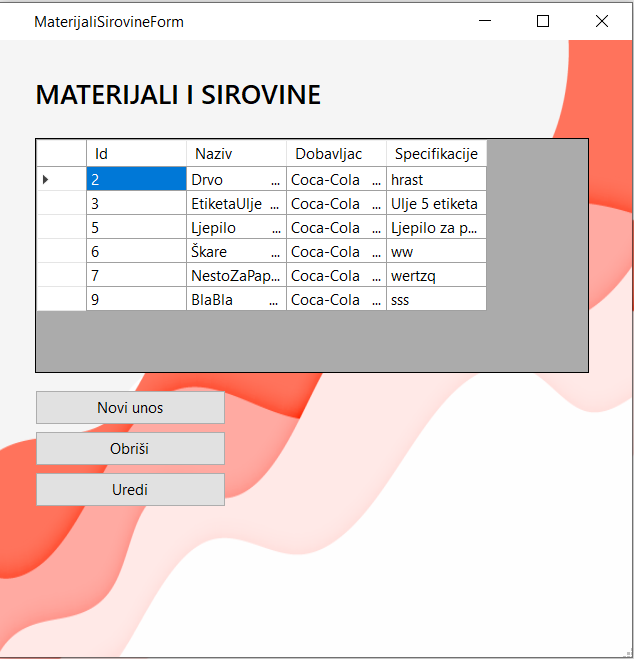 MaterijaliSirovineForm
MATERIJALI I SIROVINE
Id Naziv Dobavljac Specifikacije
2 Drvo ... Coca-Cola ... hrast
3 EtiketaUlje ... Coca-Cola ... Ulje 5 etiketa
5 Ljepilo ... Coca-Cola ... Ljepilo za p...
6 Škare ... Coca-Cola ... ww
7 NestoZaPap... Coca-Cola ... wertzq
9 BlaBla ... Coca-Cola ... sss
Novi unos
Obriši
Uredi